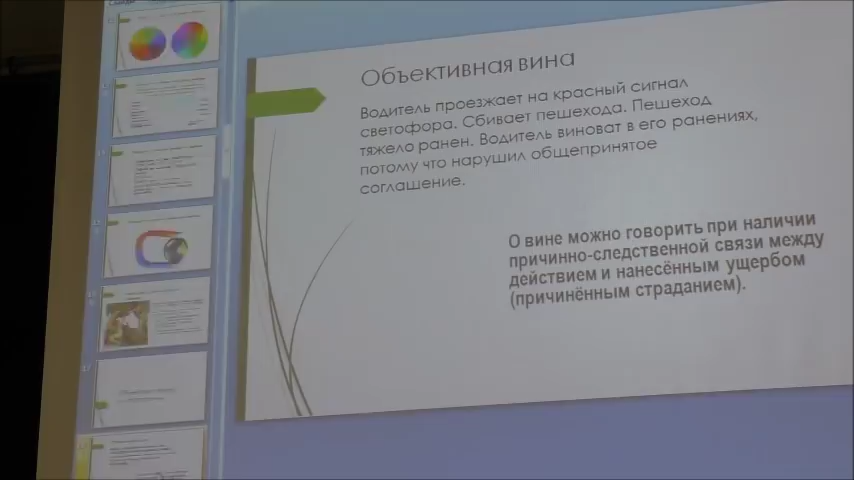 Объективная вина
Водитель проезжает на красный сигнал
светофора. Сбивает пешехода. Пешеход
тяжело ранен. Водитель виноват в его ранениях,
потому что нарушил общепринятое
соглашение.
О вине можно говорить при наличии
причинно-следственной связи между
действием и нанесённым ущербом
(причинённым страданием).